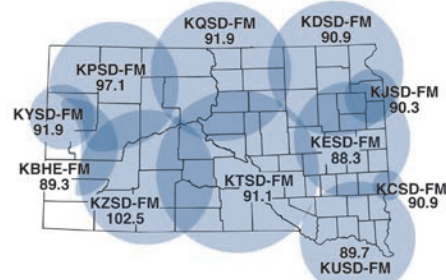 KQSD-FM
91.9
KDSD-FM
90.9
KPSD-FM
97.1
KJSD-FM
90.3
KYSD-FM
91.9
KESD-FM
88.3
KBHE-FM
89.3
KTSD-FM
91.1
KCSD-FM
90.9
KZSD-FM
102.5
89.7
KUSD-FM